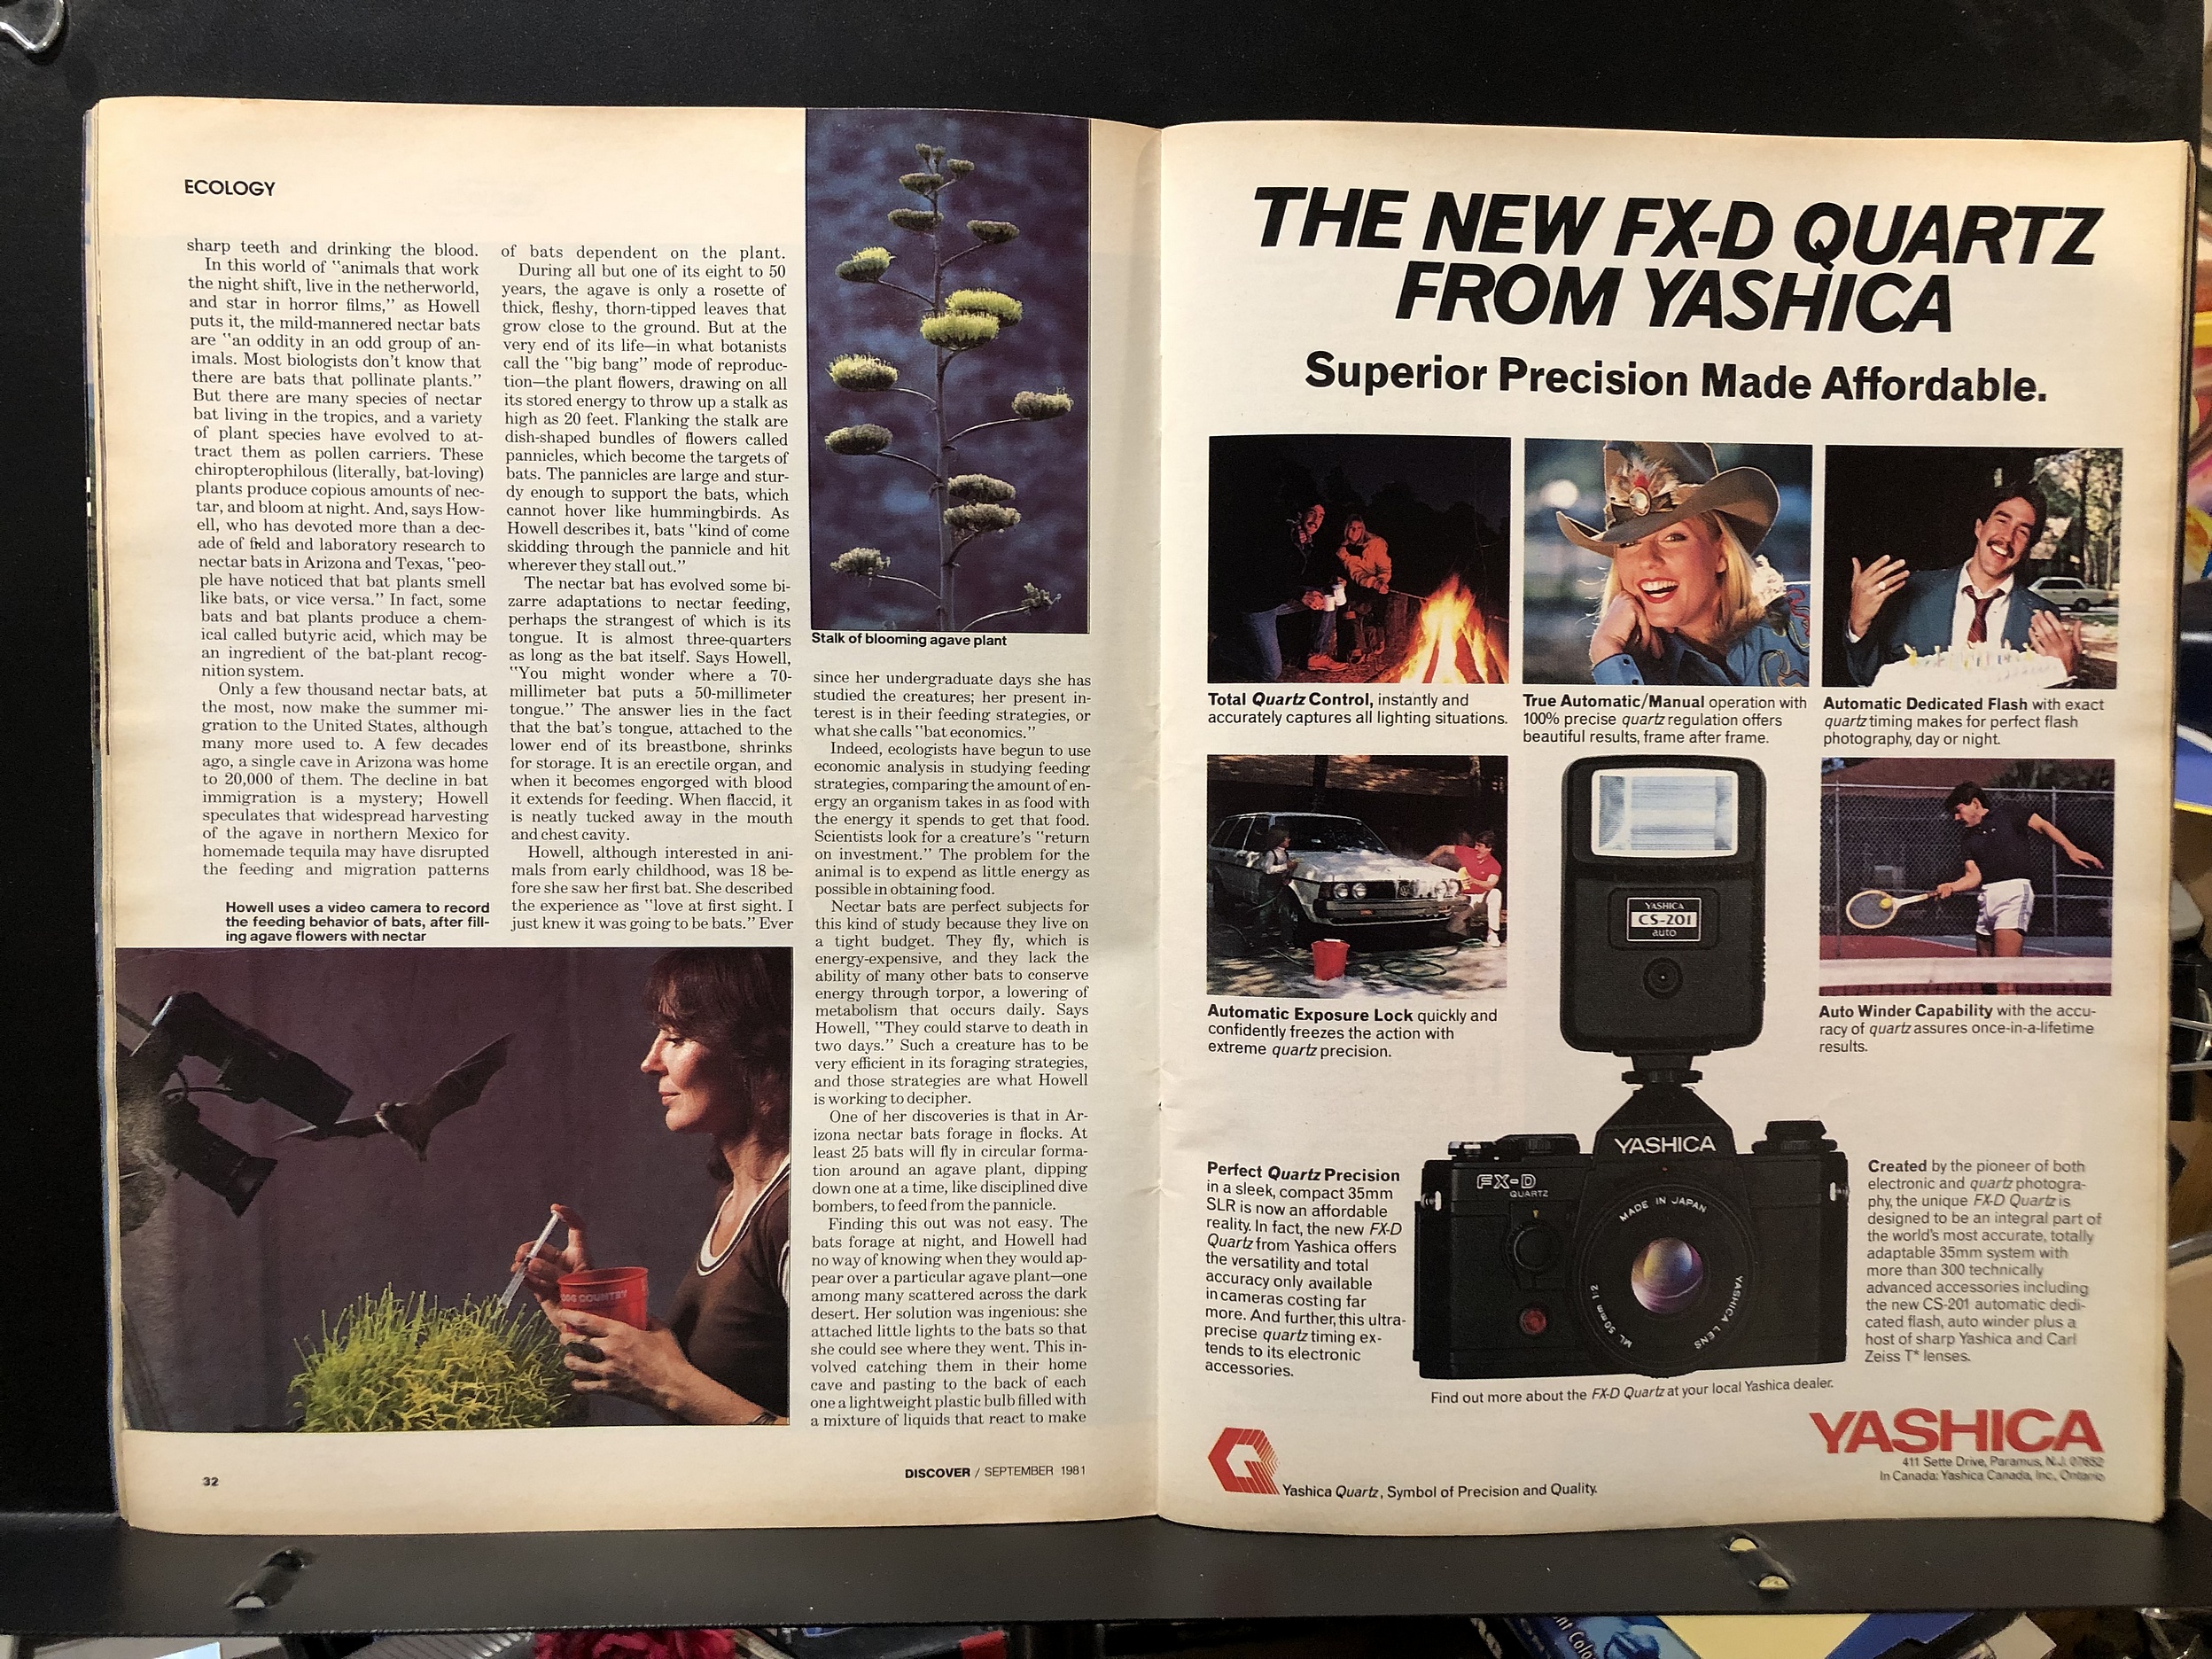 ECOLOGY
sharp teeth and drinking the blood.
In this world of "animals that work
the night shift, live in the netherworld,
and star in horror films," as Howell
puts it, the mild-mannered nectar bats
are "an oddity in an odd group of an-
imals. Most biologists don't know that
there are bats that pollinate plants."
But there are many species of nectar
bat living in the tropics, and a variety
of plant species have evolved to at-
tract them as pollen carriers. These
chiropterophilous (literally, bat-loving)
plants produce copious amounts of nec-
tar, and bloom at night. And, says How-
ell, who has devoted more than a dec-
ade of field and laboratory research to
nectar bats in Arizona and Texas, "peo-
ple have noticed that bat plants smell
like bats, or vice versa." In fact, some
bats and bat plants produce a chem-
ical called butyric acid, which may be
an ingredient of the bat-plant recog-
nition system.
Only a few thousand nectar bats, at
the most, now make the summer mi-
gration to the United States, although
many more used to. A few decades
ago, a single cave in Arizona was home
to 20,000 of them. The decline in bat
immigration is a mystery; Howell
speculates that widespread harvesting
of the agave in northern Mexico for
homemade tequila may have disrupted
the feeding and migration patterns
Howell uses a video camera to record
the feeding behavior of bats, after fill-
ing agave flowers with nectar
of bats dependent on the plant.
During all but one of its eight to 50
years, the agave is only a rosette of
thick, fleshy, thorn-tipped leaves that
grow close to the ground. But at the
very end of its life—in what botanists
call the "big bang" mode of reproduc-
tion—the plant flowers, drawing on all
its stored energy to throw up a stalk as
high as 20 feet. Flanking the stalk are
dish-shaped bundles of flowers called
pannicles, which become the targets of
bats. The pannicles are large and stur-
dy enough to support the bats, which
cannot hover like hummingbirds. As
Howell describes it, bats "kind of come
skidding through the pannicle and hit
wherever they stall out."
The nectar bat has evolved some bi-
zarre adaptations to nectar feeding,
perhaps the strangest of which is its
tongue. It is almost three-quarters
as long as the bat itself. Says Howell,
"You might wonder where a 70-
millimeter bat puts a 50-millimeter
tongue." The answer lies in the fact
that the bat's tongue, attached to the
lower end of its breastbone, shrinks
for storage. It is an erectile organ, and
when it becomes engorged with blood
it extends for feeding. When flaccid, it
is neatly tucked away in the mouth
and chest cavity.
Howell, although interested in ani-
mals from early childhood, was 18 be-
fore she saw her first bat. She described
the experience as "love at first sight. I
just knew it was going to be bats." Ever
Stalk of blooming agave plant
since her undergraduate days she has
studied the creatures; her present in-
terest is in their feeding strategies, or
what she calls "bat economics."
Indeed, ecologists have begun to use
economic analysis in studying feeding
strategies, comparing the amount of en-
ergy an organism takes in as food with
the energy it spends to get that food.
Scientists look for a creature's "return
on investment." The problem for the
animal is to expend as little energy as
possible in obtaining food.
Nectar bats are perfect subjects for
this kind of study because they live on
a tight budget. They fly, which is
energy-expensive, and they lack the
ability of many other bats to conserve
energy through torpor, a lowering of
metabolism that occurs daily. Says
Howell, "They could starve to death in
two days." Such a creature has to be
very efficient in its foraging strategies,
and those strategies are what Howell
is working to decipher.
One of her discoveries is that in Ar-
izona nectar bats forage in flocks. At
least 25 bats will fly in circular forma-
tion around an agave plant, dipping
down one at a time, like disciplined dive
bombers, to feed from the pannicle.
Finding this out was not easy. The
bats forage at night, and Howell had
no way of knowing when they would ap-
pear over a particular agave plant—one
among many scattered across the dark
desert. Her solution was ingenious: she
attached little lights to the bats so that
she could see where they went. This in-
volved catching them in their home
cave and pasting to the back of each
one a lightweight plastic bulb filled with
a mixture of liquids that react to make
DOG COUNTRY
32
DISCOVER / SEPTEMBER 1981
THE NEW FX-D QUARTZ
FROM YASHICA
Superior Precision Made Affordable.
Total Quartz Control, instantly and
accurately captures all lighting situations.
True Automatic/Manual operation with
100% precise quartz regulation offers
beautiful results, frame after frame.
Automatic Dedicated Flash with exact
quartz timing makes for perfect flash
photography, day or night.
Automatic Exposure Lock quickly and
confidently freezes the action with
extreme quartz precision.
YASHICA
CS-201
auto
Auto Winder Capability with the accu-
racy of quartz assures once-in-a-lifetime
results.
Perfect Quartz Precision
in a sleek, compact 35mm
SLR is now an affordable
reality. In fact, the new FX-D
Quartz from Yashica offers
the versatility and total
accuracy only available
in cameras costing far
more. And further, this ultra-
precise quartz timing ex-
tends to its electronic
accessories.
YASHICA
FX-D
QUARTZ
MADE IN JAPAN
YASHICA LENS
ML 50mm 1:2
Created by the pioneer of both
electronic and quartz photogra-
phy, the unique FX-D Quartz is
designed to be an integral part of
the world's most accurate, totally
adaptable 35mm system with
more than 300 technically
advanced accessories including
the new CS-201 automatic dedi-
cated flash, auto winder plus a
host of sharp Yashica and Carl
Zeiss T* lenses.
Find out more about the FX-D Quartz at your local Yashica dealer.
Q
Yashica Quartz, Symbol of Precision and Quality.
YASHICA
411 Sette Drive, Paramus, N.J. 07652
In Canada: Yashica Canada, Inc., Ontario